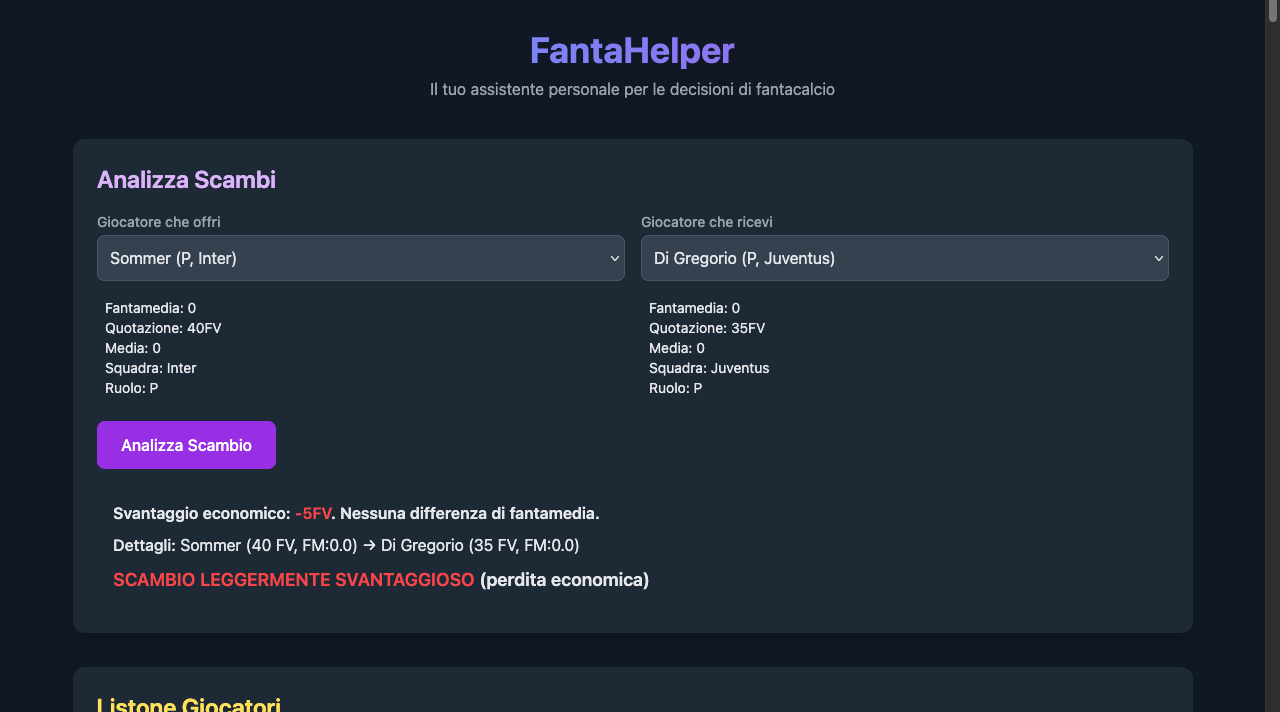 FantaHelper
Il tuo assistente personale per le decisioni di fantacalcio
Analizza Scambi
Giocatore che offri
Sommer (P, Inter)
Fantamedia: 0
Quotazione: 40FV
Media: 0
Squadra: Inter
Ruolo: P
Giocatore che ricevi
Di Gregorio (P, Juventus)
Fantamedia: 0
Quotazione: 35FV
Media: 0
Squadra: Juventus
Ruolo: P
Analizza Scambio
Svantaggio economico: -5FV. Nessuna differenza di fantamedia.
Dettagli: Sommer (40 FV, FM:0.0) → Di Gregorio (35 FV, FM:0.0)
SCAMBIO LEGGERMENTE SVANTAGGIOSO (perdita economica)
Listone Giocatori